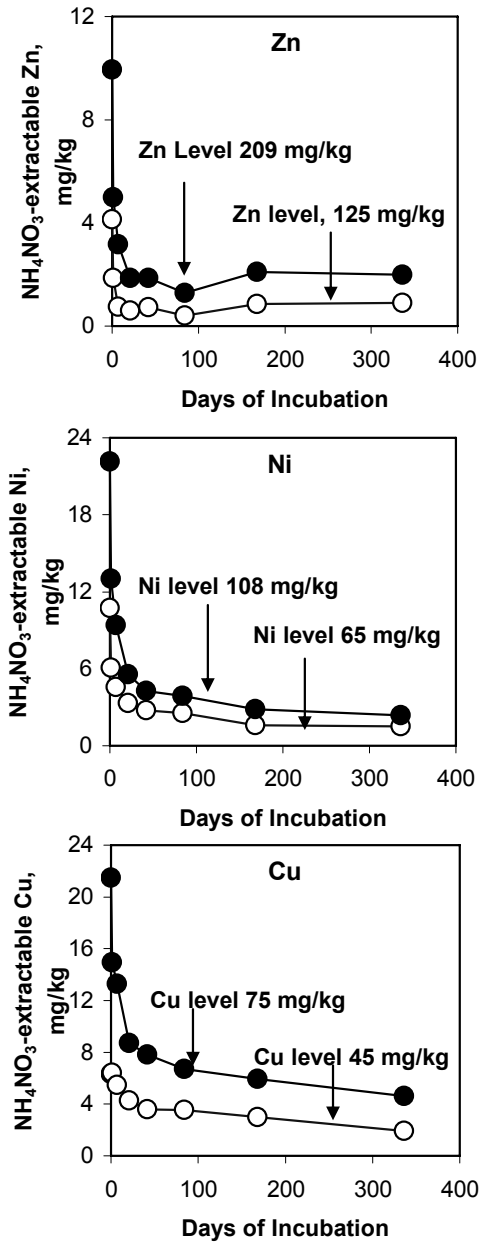 NH₄NO₃-extractable Zn,
mg/kg
12
8
4
0
Zn
Zn Level 209 mg/kg
Zn level, 125 mg/kg
0
100
200
300
400
Days of Incubation
NH₄NO₃-extractable Ni,
mg/kg
24
18
12
6
0
Ni
Ni level 108 mg/kg
Ni level 65 mg/kg
0
100
200
300
400
Days of Incubation
NH₄NO₃-extractable Cu,
mg/kg
24
20
16
12
8
4
0
Cu
Cu level 75 mg/kg
Cu level 45 mg/kg
0
100
200
300
400
Days of Incubation